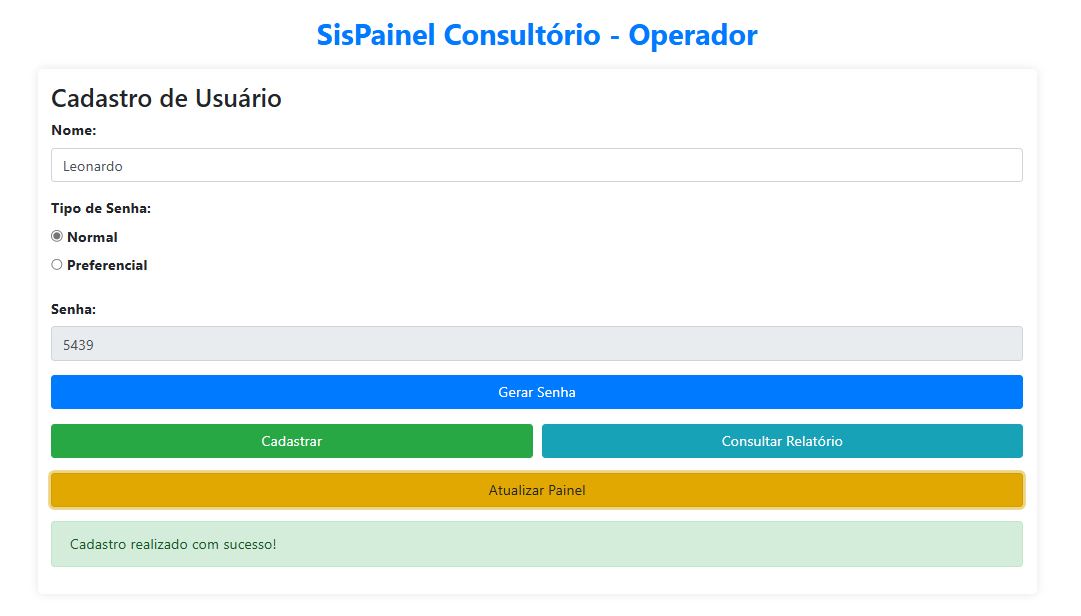 SisPainel Consultório - Operador
Cadastro de Usuário
Nome:
Leonardo
Tipo de Senha:
Normal
Preferencial
Senha:
5439
Gerar Senha
Cadastrar
Consultar Relatório
Atualizar Painel
Cadastro realizado com sucesso!